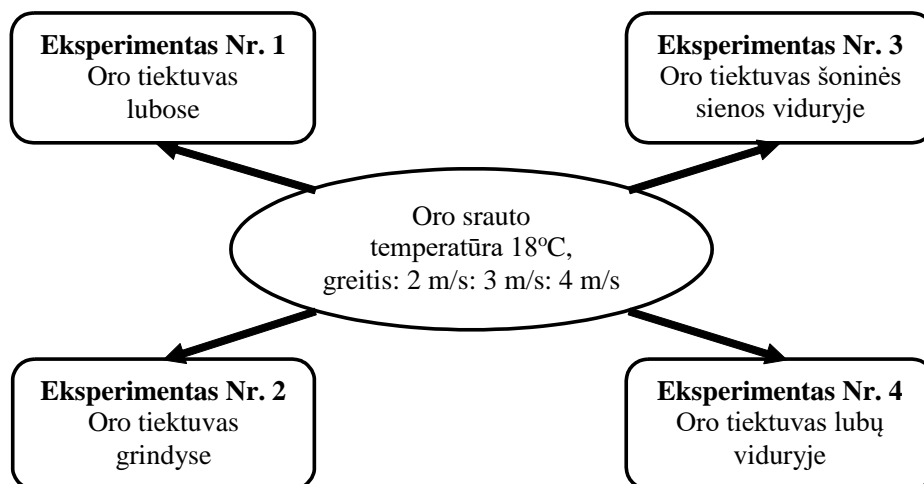 Eksperimentas Nr. 1
Oro tiektuvas
lubose
Eksperimentas Nr. 3
Oro tiektuvas šoninės
sienos viduryje
Oro srauto
temperatūra 18ºC,
greitis: 2 m/s: 3 m/s: 4 m/s
Eksperimentas Nr. 2
Oro tiektuvas
grindyse
Eksperimentas Nr. 4
Oro tiektuvas lubų
viduryje